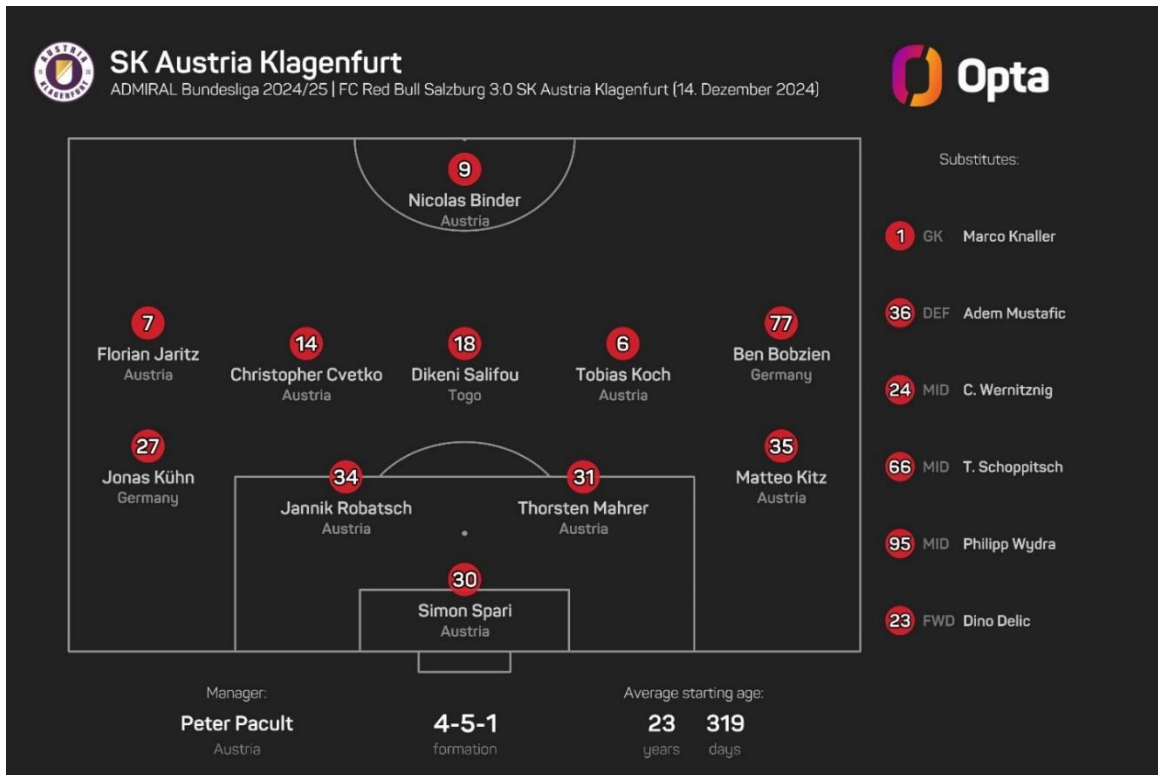 AUSTRIA
KLAGENFURT
SK Austria Klagenfurt
ADMIRAL Bundesliga 2024/25 | FC Red Bull Salzburg 3:0 SK Austria Klagenfurt (14. Dezember 2024)
Opta
9
Nicolas Binder
Austria
7
Florian Jaritz
Austria
14
Christopher Cvetko
Austria
18
Dikeni Salifou
Togo
6
Tobias Koch
Austria
77
Ben Bobzien
Germany
27
Jonas Kühn
Germany
34
Jannik Robatsch
Austria
31
Thorsten Mahrer
Austria
35
Matteo Kitz
Austria
30
Simon Spari
Austria
Substitutes:
1 GK Marco Knaller
36 DEF Adem Mustafic
24 MID C. Wernitznig
66 MID T. Schoppitsch
95 MID Philipp Wydra
23 FWD Dino Delic
Manager:
Peter Pacult
Austria
4-5-1
formation
Average starting age:
23 319
years days